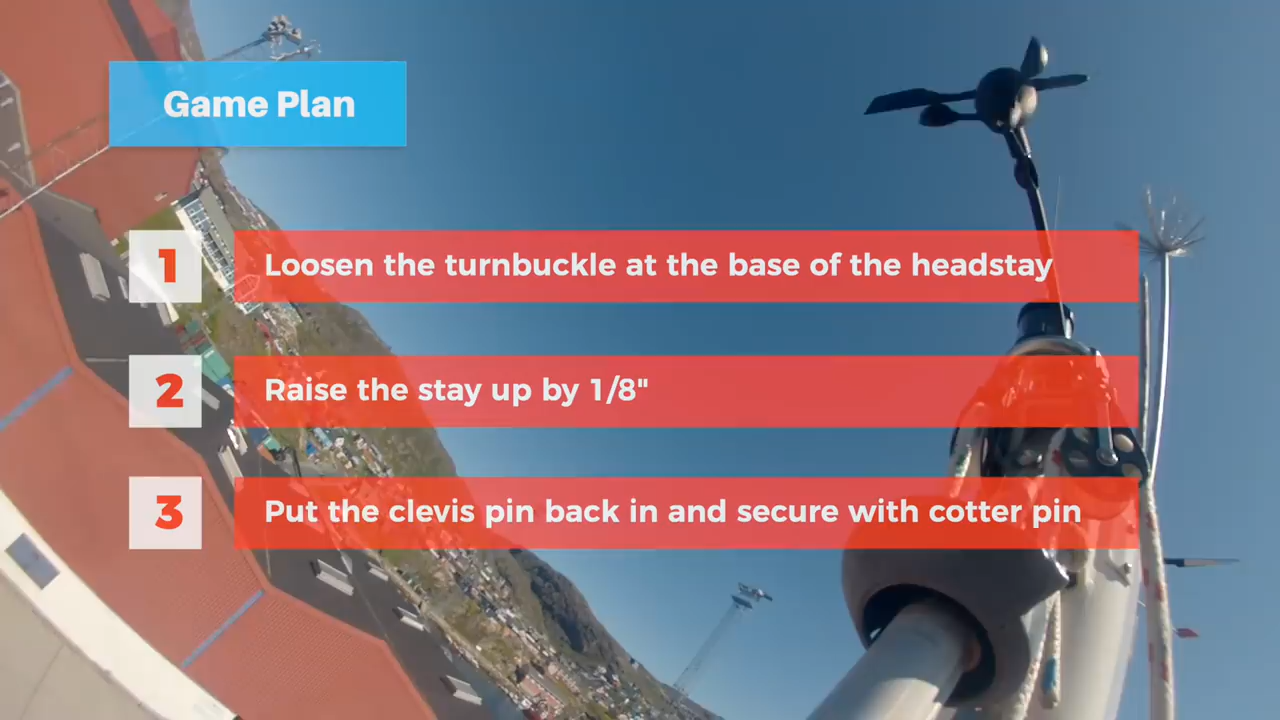 Game Plan
1 Loosen the turnbuckle at the base of the headstay
2 Raise the stay up by 1/8"
3 Put the clevis pin back in and secure with cotter pin